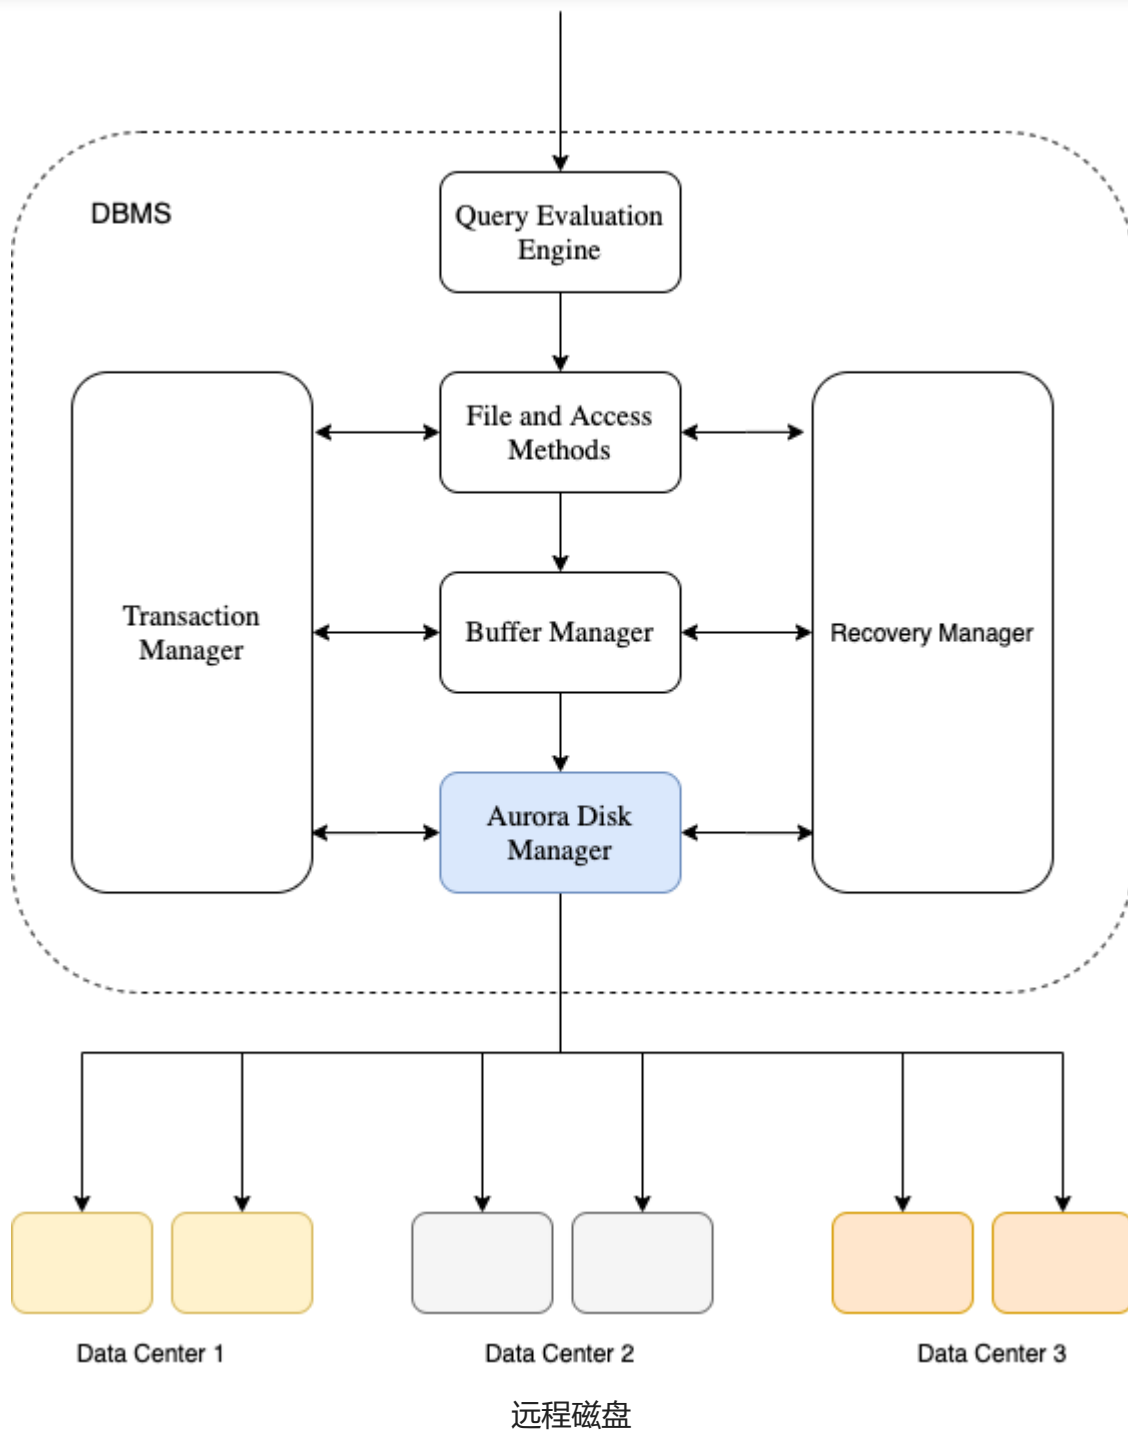 DBMS
Query Evaluation
Engine
File and Access
Methods
Transaction
Manager
Buffer Manager
Recovery Manager
Aurora Disk
Manager
Data Center 1
Data Center 2
Data Center 3
远程磁盘